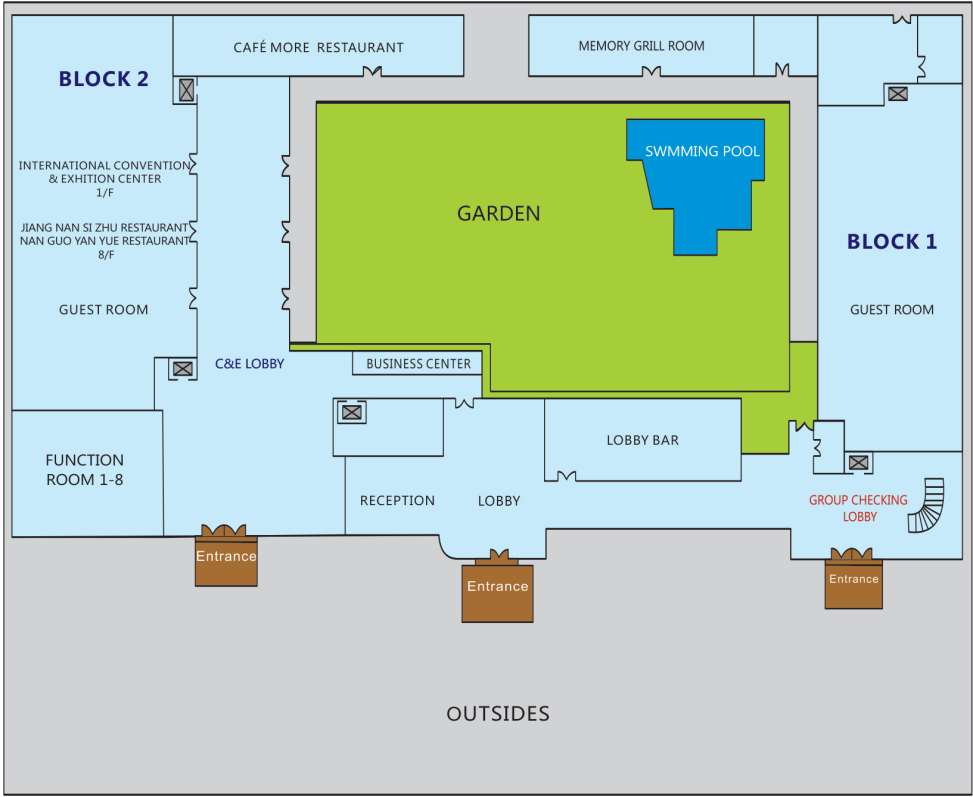 CAFÉ MORE RESTAURANT
MEMORY GRILL ROOM
BLOCK 2
SWMMING POOL
INTERNATIONAL CONVENTION
& EXHITION CENTER
1/F
GARDEN
JIANG NAN SI ZHU RESTAURANT
NAN GUO YAN YUE RESTAURANT
8/F
BLOCK 1
GUEST ROOM
GUEST ROOM
C&E LOBBY
BUSINESS CENTER
LOBBY BAR
FUNCTION
ROOM 1-8
RECEPTION
LOBBY
GROUP CHECKING
LOBBY
Entrance
Entrance
Entrance
OUTSIDES